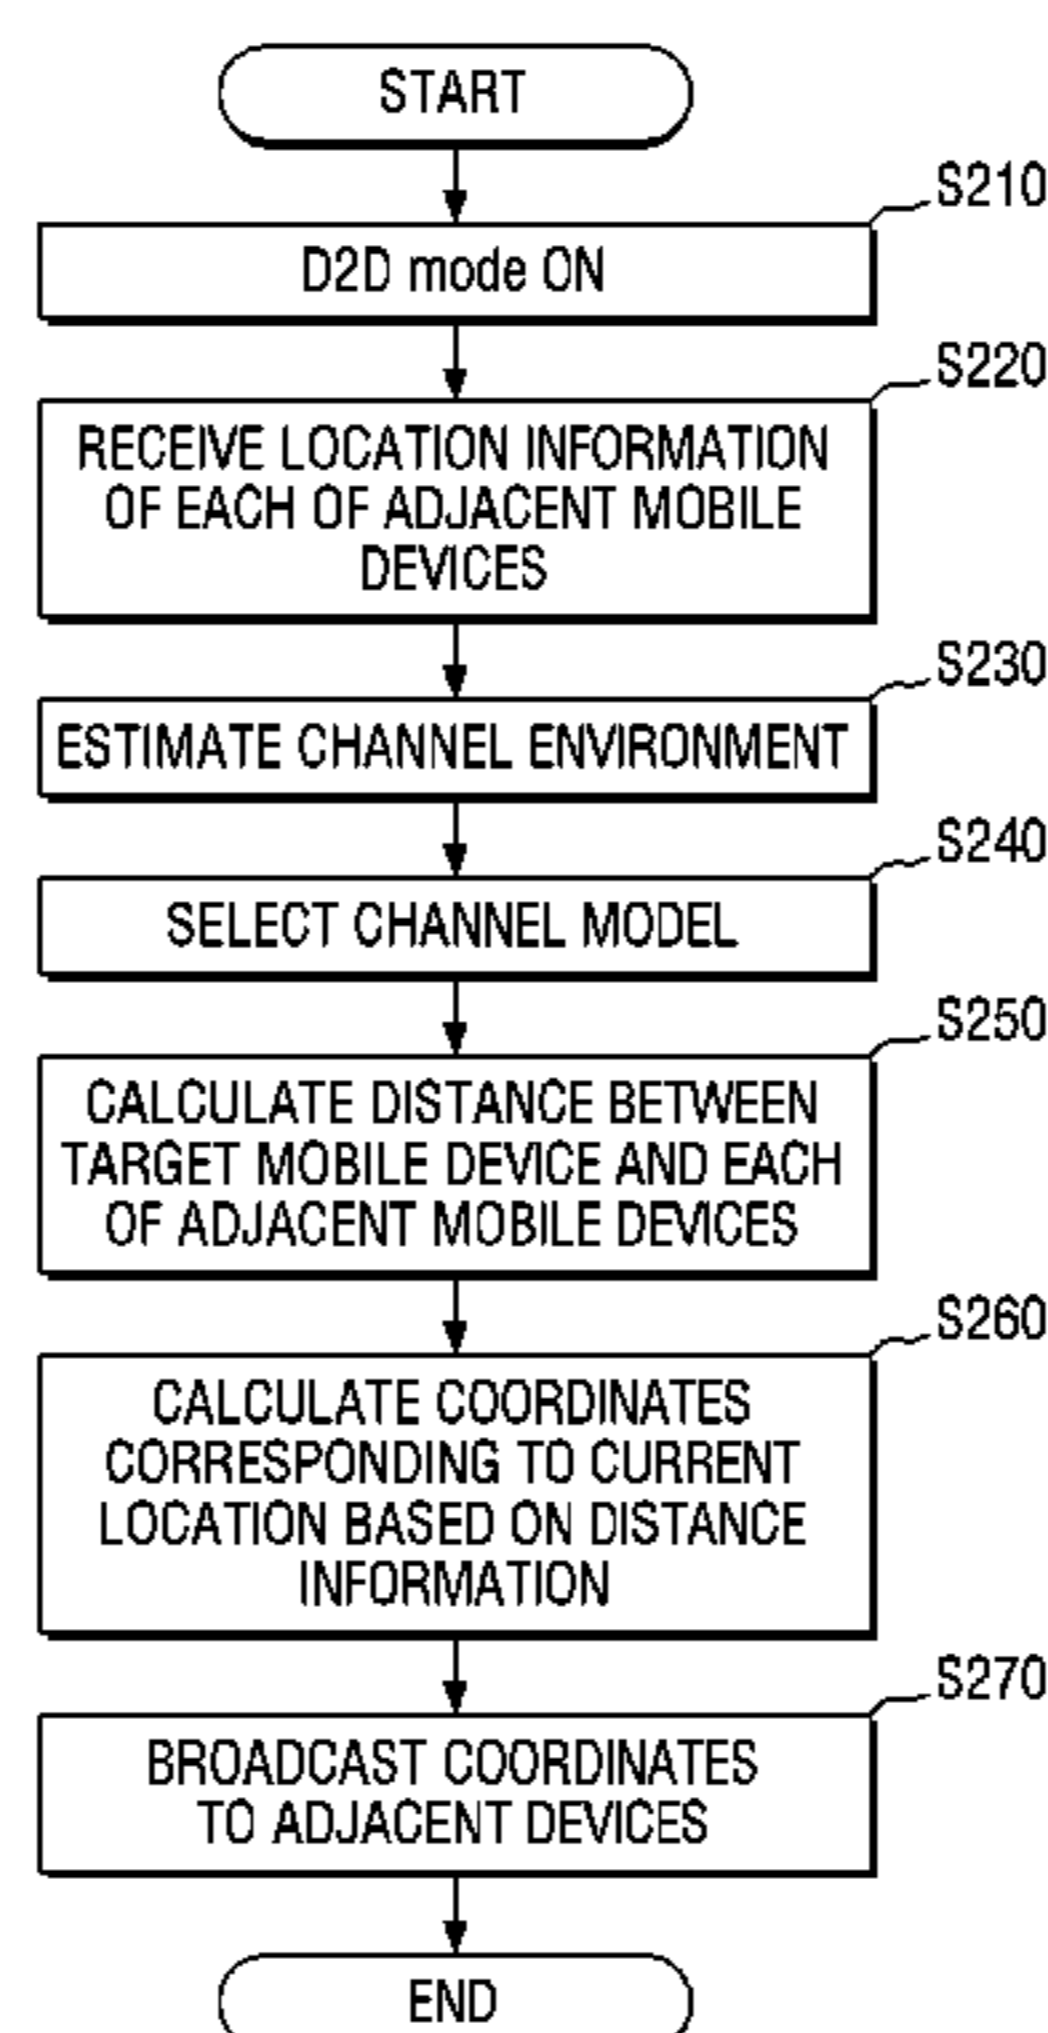 START
S210
D2D mode ON
S220
RECEIVE LOCATION INFORMATION
OF EACH OF ADJACENT MOBILE
DEVICES
S230
ESTIMATE CHANNEL ENVIRONMENT
S240
SELECT CHANNEL MODEL
S250
CALCULATE DISTANCE BETWEEN
TARGET MOBILE DEVICE AND EACH
OF ADJACENT MOBILE DEVICES
S260
CALCULATE COORDINATES
CORRESPONDING TO CURRENT
LOCATION BASED ON DISTANCE
INFORMATION
S270
BROADCAST COORDINATES
TO ADJACENT DEVICES
END